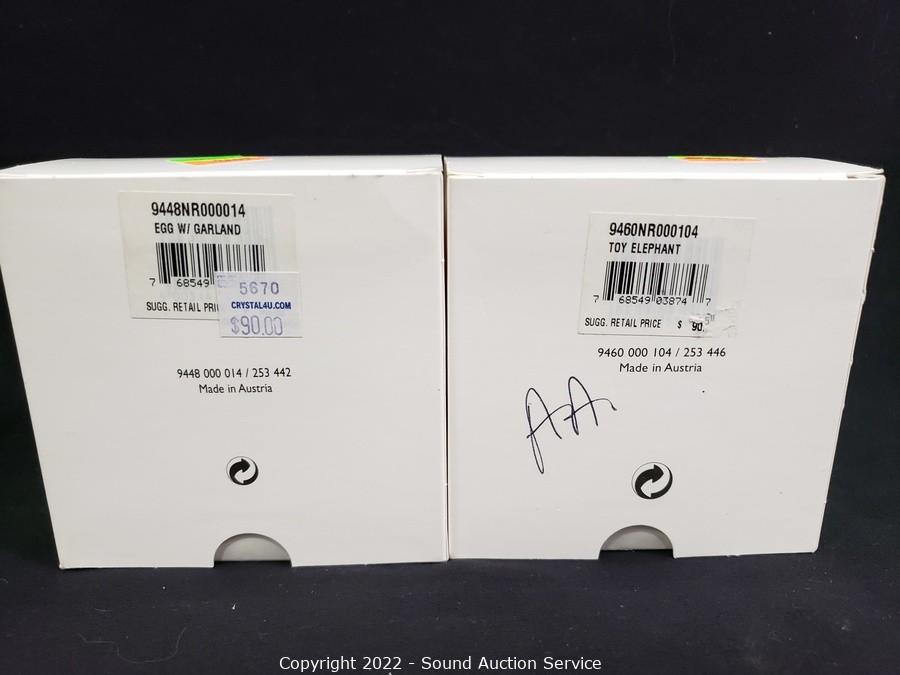 9448NR000014
EGG W/ GARLAND
7 68549
5670
CRYSTAL4U.COM
$90.00
SUGG. RETAIL
9448 000 014 / 253 442
Made in Austria
9460NR000104
TOY ELEPHANT
7 68549 03874 7
SUGG. RETAIL PRICE $ 90.
9460 000 104 / 253 446
Made in Austria
A.A.
Copyright 2022 - Sound Auction Service